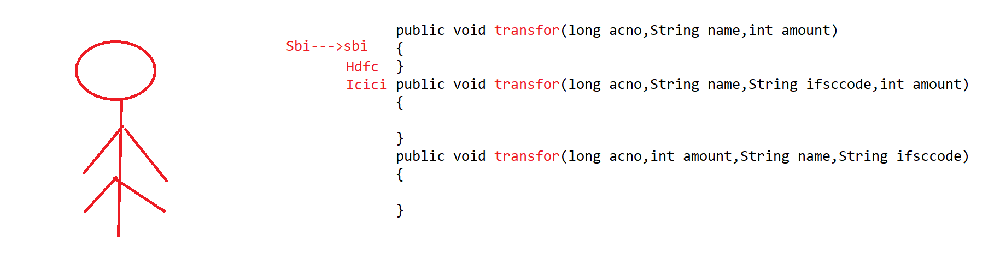 public void transfor(long acno,String name,int amount)
Sbi--->sbi {
Hdfc }
Icici public void transfor(long acno,String name,String ifsccode,int amount)
{
}
public void transfor(long acno,int amount,String name,String ifsccode)
{
}